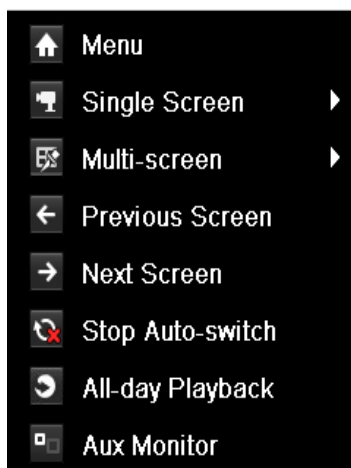 Menu
Single Screen
Multi-screen
Previous Screen
Next Screen
Stop Auto-switch
All-day Playback
Aux Monitor